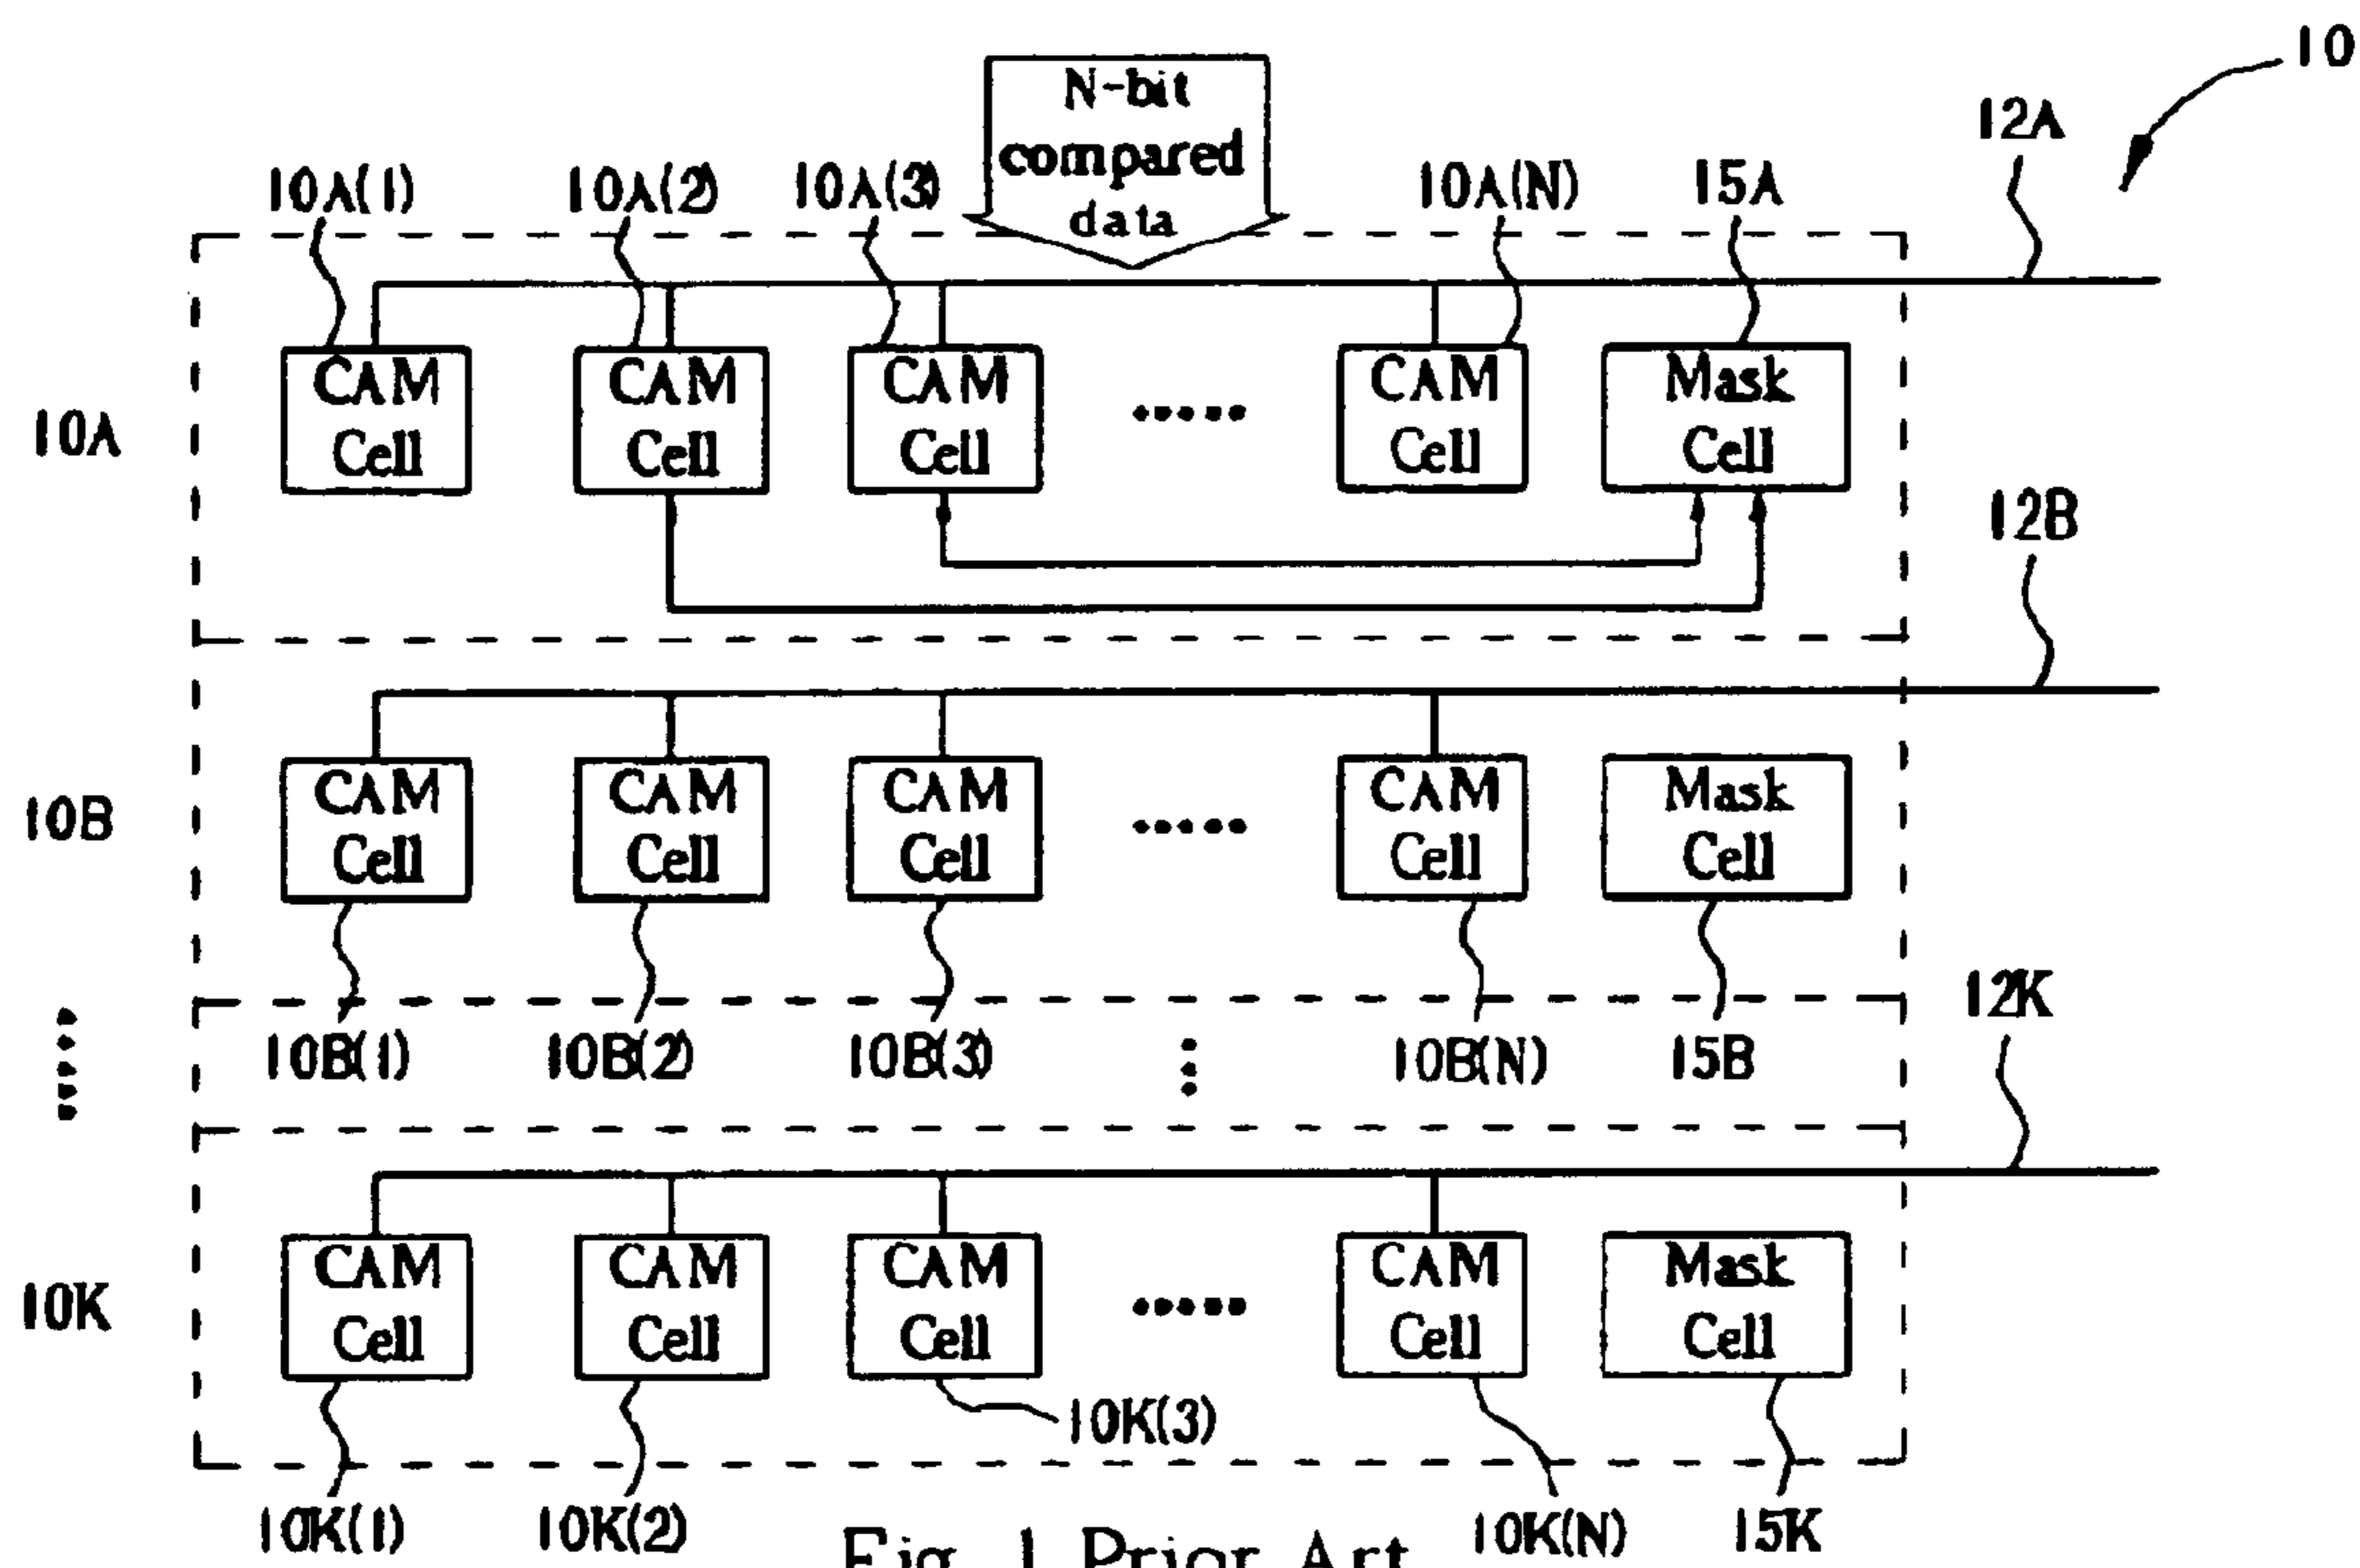 10
N-bit
compared
data
12A
10A(1)
10A(2)
10A(3)
10A(N)
15A
10A
CAM
Cell
CAM
Cell
CAM
Cell
CAM
Cell
Mask
Cell
12B
10B
CAM
Cell
CAM
Cell
CAM
Cell
CAM
Cell
Mask
Cell
12K
10B(1)
10B(2)
10B(3)
10B(N)
15B
10K
CAM
Cell
CAM
Cell
CAM
Cell
CAM
Cell
Mask
Cell
10K(3)
10K(1)
10K(2)
10K(N)
15K
Fig. 1 Prior Art